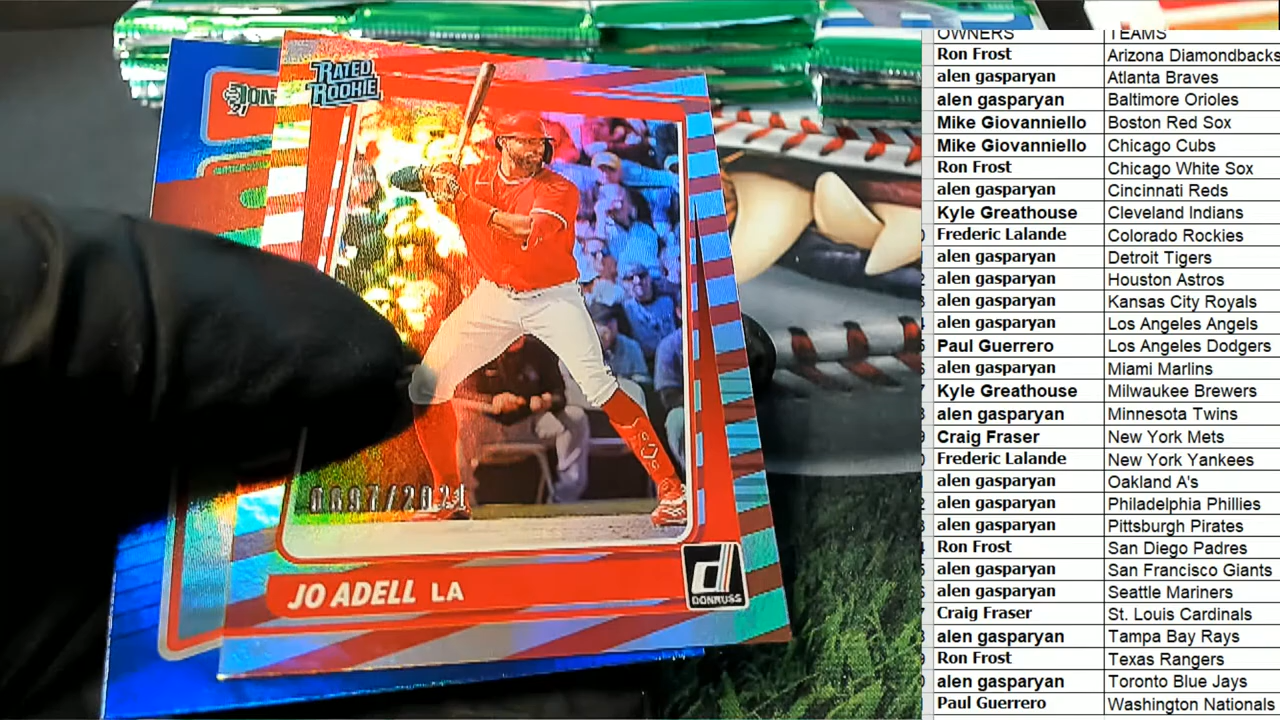 RATED
ROOKIE
0697/2021
JO ADELL LA
DONRUSS
OWNERS TEAMS
Ron Frost Arizona Diamondbacks
alen gasparyan Atlanta Braves
alen gasparyan Baltimore Orioles
Mike Giovanniello Boston Red Sox
Mike Giovanniello Chicago Cubs
Ron Frost Chicago White Sox
alen gasparyan Cincinnati Reds
Kyle Greathouse Cleveland Indians
Frederic Lalande Colorado Rockies
alen gasparyan Detroit Tigers
alen gasparyan Houston Astros
alen gasparyan Kansas City Royals
alen gasparyan Los Angeles Angels
Paul Guerrero Los Angeles Dodgers
alen gasparyan Miami Marlins
Kyle Greathouse Milwaukee Brewers
alen gasparyan Minnesota Twins
Craig Fraser New York Mets
Frederic Lalande New York Yankees
alen gasparyan Oakland A's
alen gasparyan Philadelphia Phillies
alen gasparyan Pittsburgh Pirates
Ron Frost San Diego Padres
alen gasparyan San Francisco Giants
alen gasparyan Seattle Mariners
Craig Fraser St. Louis Cardinals
alen gasparyan Tampa Bay Rays
Ron Frost Texas Rangers
alen gasparyan Toronto Blue Jays
Paul Guerrero Washington Nationals